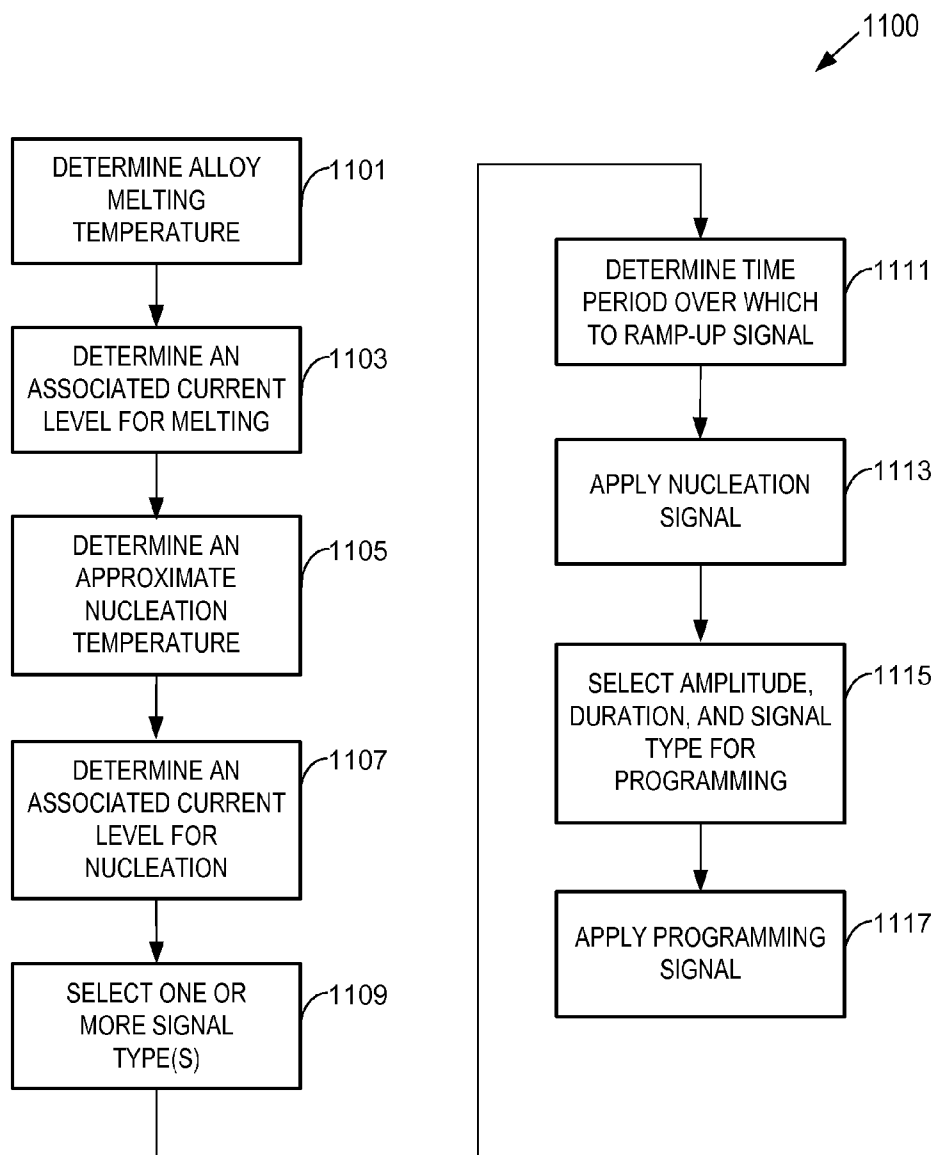 1100
DETERMINE ALLOY
MELTING
TEMPERATURE
1101
DETERMINE AN
ASSOCIATED CURRENT
LEVEL FOR MELTING
1103
DETERMINE AN
APPROXIMATE
NUCLEATION
TEMPERATURE
1105
DETERMINE AN
ASSOCIATED CURRENT
LEVEL FOR
NUCLEATION
1107
SELECT ONE OR
MORE SIGNAL
TYPE(S)
1109
DETERMINE TIME
PERIOD OVER WHICH
TO RAMP-UP SIGNAL
1111
APPLY NUCLEATION
SIGNAL
1113
SELECT AMPLITUDE,
DURATION, AND SIGNAL
TYPE FOR
PROGRAMMING
1115
APPLY PROGRAMMING
SIGNAL
1117